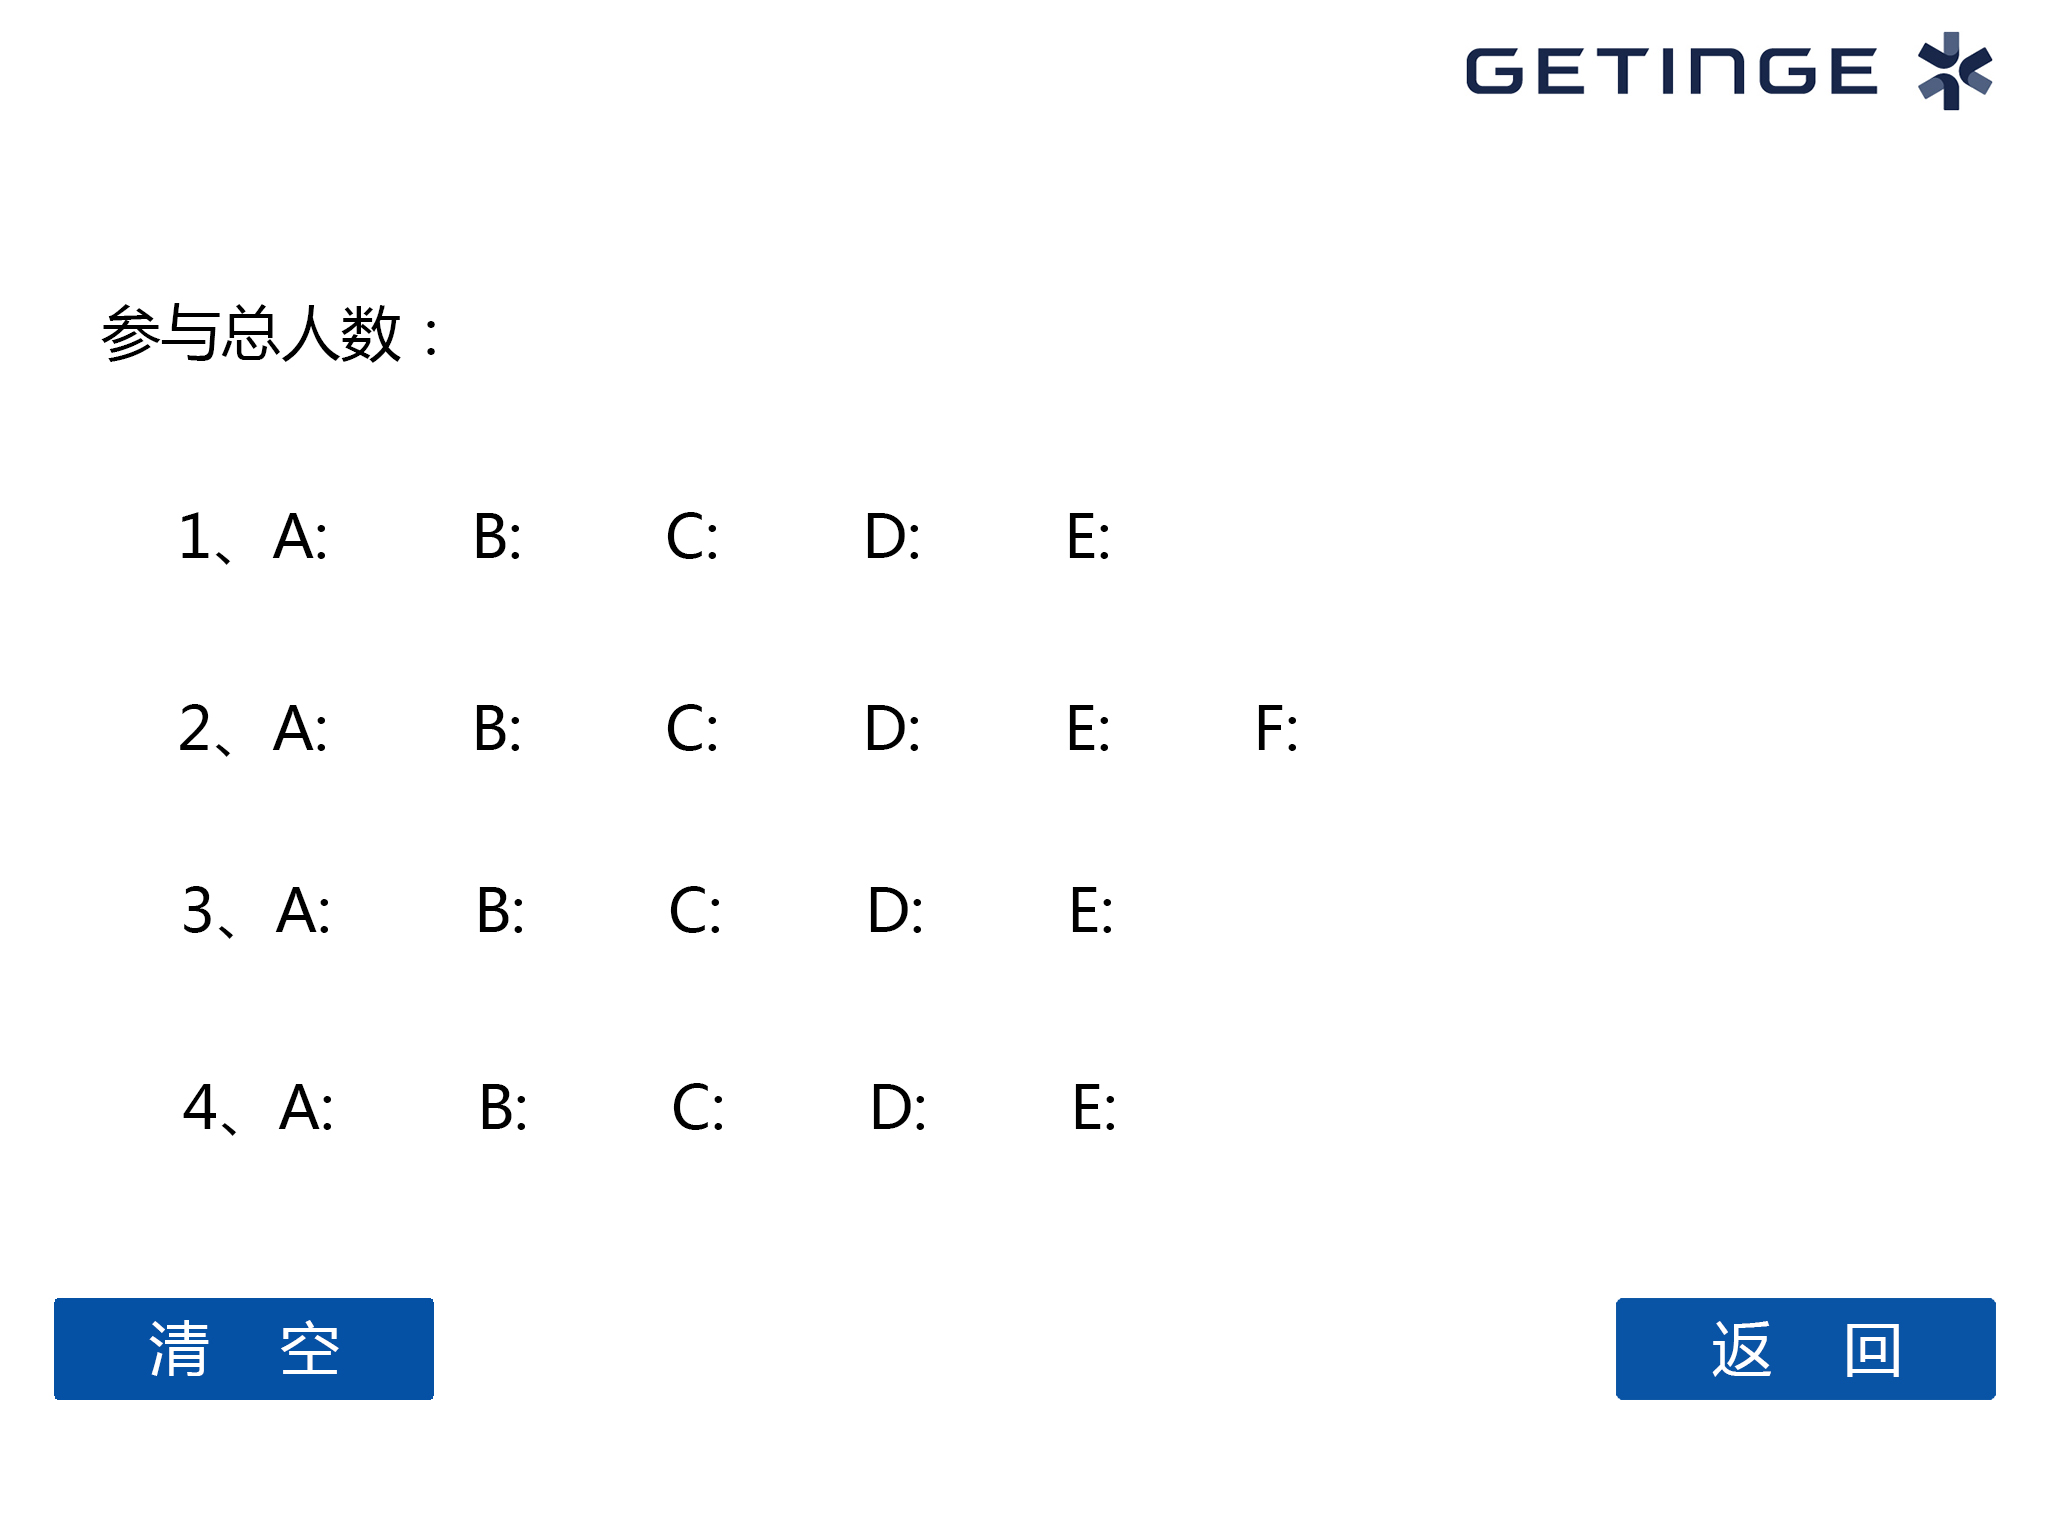 GETINGE
参与总人数：
1、A: B: C: D: E:
2、A: B: C: D: E: F:
3、A: B: C: D: E:
4、A: B: C: D: E:
清 空
返 回